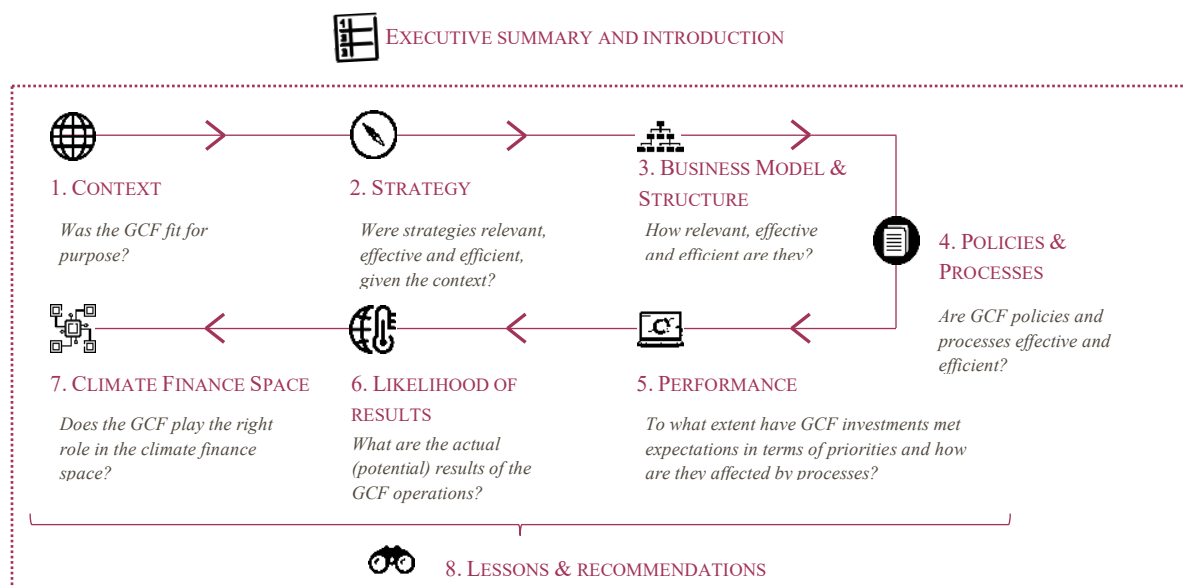 EXECUTIVE SUMMARY AND INTRODUCTION
1. CONTEXT
Was the GCF fit for
purpose?
2. STRATEGY
Were strategies relevant,
effective and efficient,
given the context?
3. BUSINESS MODEL &
STRUCTURE
How relevant, effective
and efficient are they?
4. POLICIES &
PROCESSES
Are GCF policies and
processes effective and
efficient?
5. PERFORMANCE
To what extent have GCF investments met
expectations in terms of priorities and how
are they affected by processes?
6. LIKELIHOOD OF
RESULTS
What are the actual
(potential) results of the
GCF operations?
7. CLIMATE FINANCE SPACE
Does the GCF play the right
role in the climate finance
space?
8. LESSONS & RECOMMENDATIONS